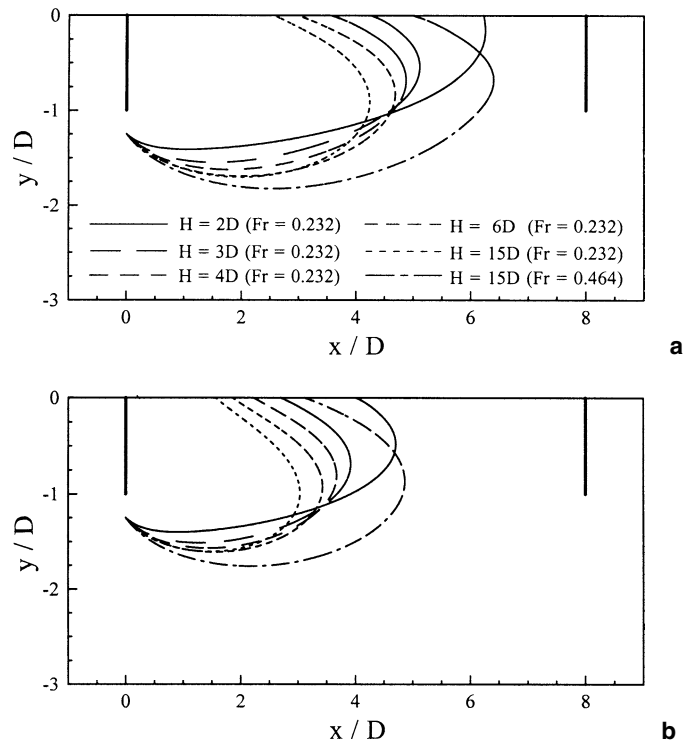 0
-1
-2
-3
y / D
H = 2D (Fr = 0.232)
H = 3D (Fr = 0.232)
H = 4D (Fr = 0.232)
H = 6D (Fr = 0.232)
H = 15D (Fr = 0.232)
H = 15D (Fr = 0.464)
0 2 4 6 8
x / D
a
0
-1
-2
-3
y / D
0 2 4 6 8
x / D
b